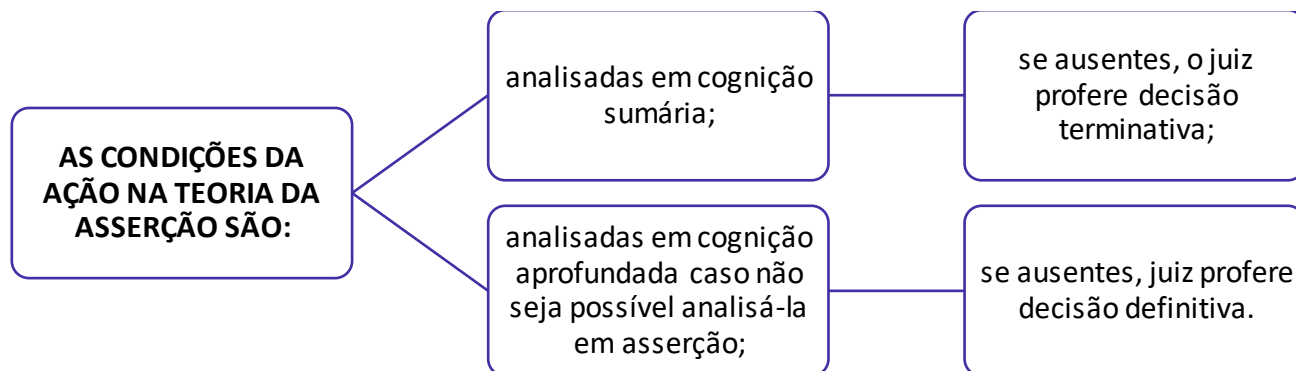 AS CONDIÇÕES DA
AÇÃO NA TEORIA DA
ASSERÇÃO SÃO:
analisadas em cognição
sumária;
se ausentes, o juiz
profere decisão
terminativa;
analisadas em cognição
aprofundada caso não
seja possível analisá-la
em asserção;
se ausentes, juiz profere
decisão definitiva.